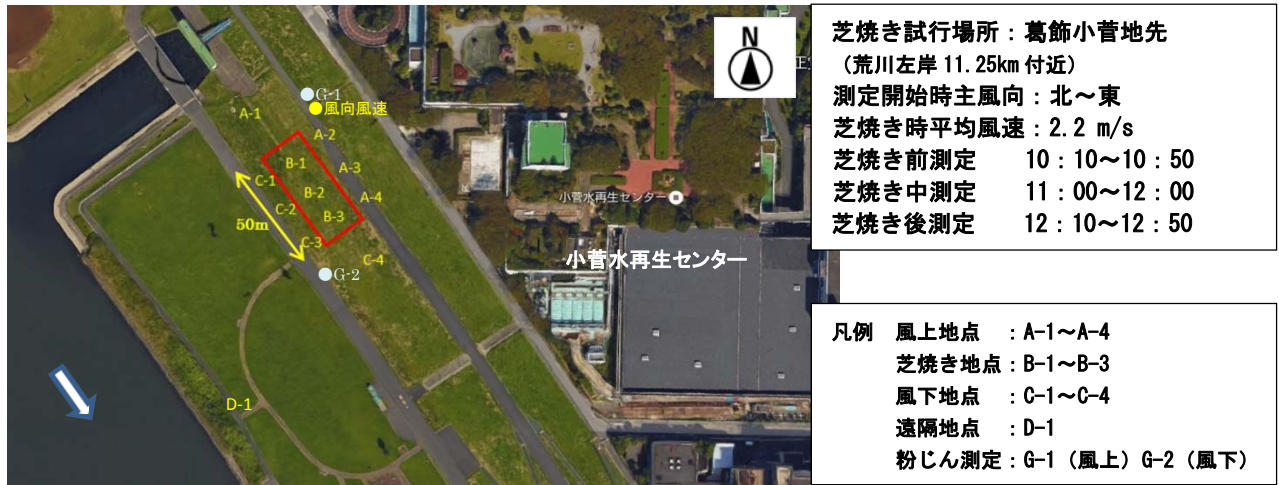 N
G-1
風向風速
A-1
A-2
B-1
A-3
C-1
B-2
A-4
C-2
B-3
50m
C-3
C-4
G-2
D-1
小菅水再生センター
小菅水再生センター
芝焼き試行場所：葛飾小菅地先
（荒川左岸 11.25km 付近）
測定開始時主風向：北～東
芝焼き時平均風速：2.2 m/s
芝焼き前測定　　10：10～10：50
芝焼き中測定　　11：00～12：00
芝焼き後測定　　12：10～12：50
凡例　風上地点　：A-1～A-4
芝焼き地点：B-1～B-3
風下地点　：C-1～C-4
遠隔地点　：D-1
粉じん測定：G-1（風上）G-2（風下）